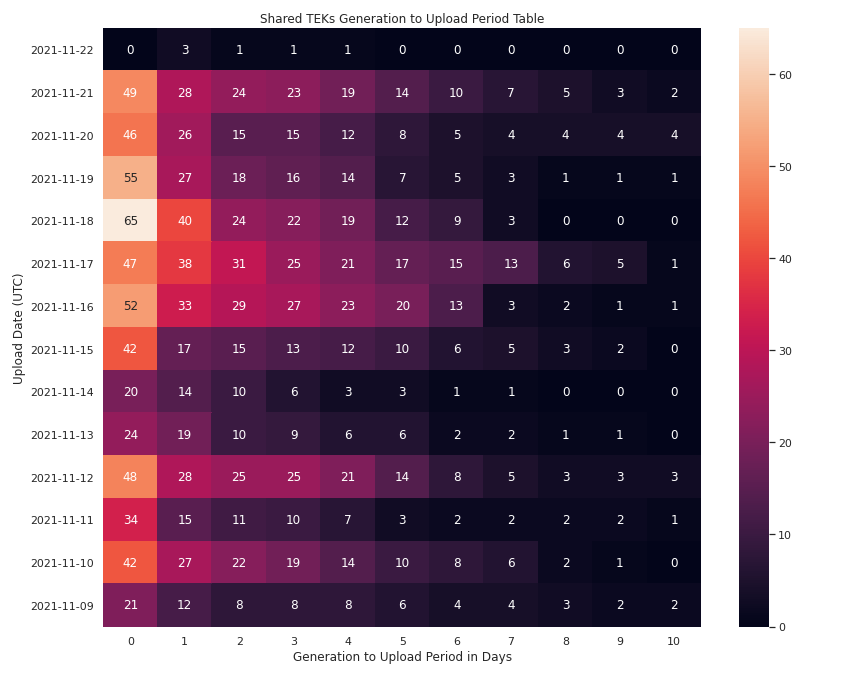 Shared TEKs Generation to Upload Period Table
Upload Date (UTC)
2021-11-22 0 3 1 1 1 0 0 0 0 0 0
2021-11-21 49 28 24 23 19 14 10 7 5 3 2
2021-11-20 46 26 15 15 12 8 5 4 4 4 4
2021-11-19 55 27 18 16 14 7 5 3 1 1 1
2021-11-18 65 40 24 22 19 12 9 3 0 0 0
2021-11-17 47 38 31 25 21 17 15 13 6 5 1
2021-11-16 52 33 29 27 23 20 13 3 2 1 1
2021-11-15 42 17 15 13 12 10 6 5 3 2 0
2021-11-14 20 14 10 6 3 3 1 1 0 0 0
2021-11-13 24 19 10 9 6 6 2 2 1 1 0
2021-11-12 48 28 25 25 21 14 8 5 3 3 3
2021-11-11 34 15 11 10 7 3 2 2 2 2 1
2021-11-10 42 27 22 19 14 10 8 6 2 1 0
2021-11-09 21 12 8 8 8 6 4 4 3 2 2
0 1 2 3 4 5 6 7 8 9 10
Generation to Upload Period in Days
60
50
40
30
20
10
0